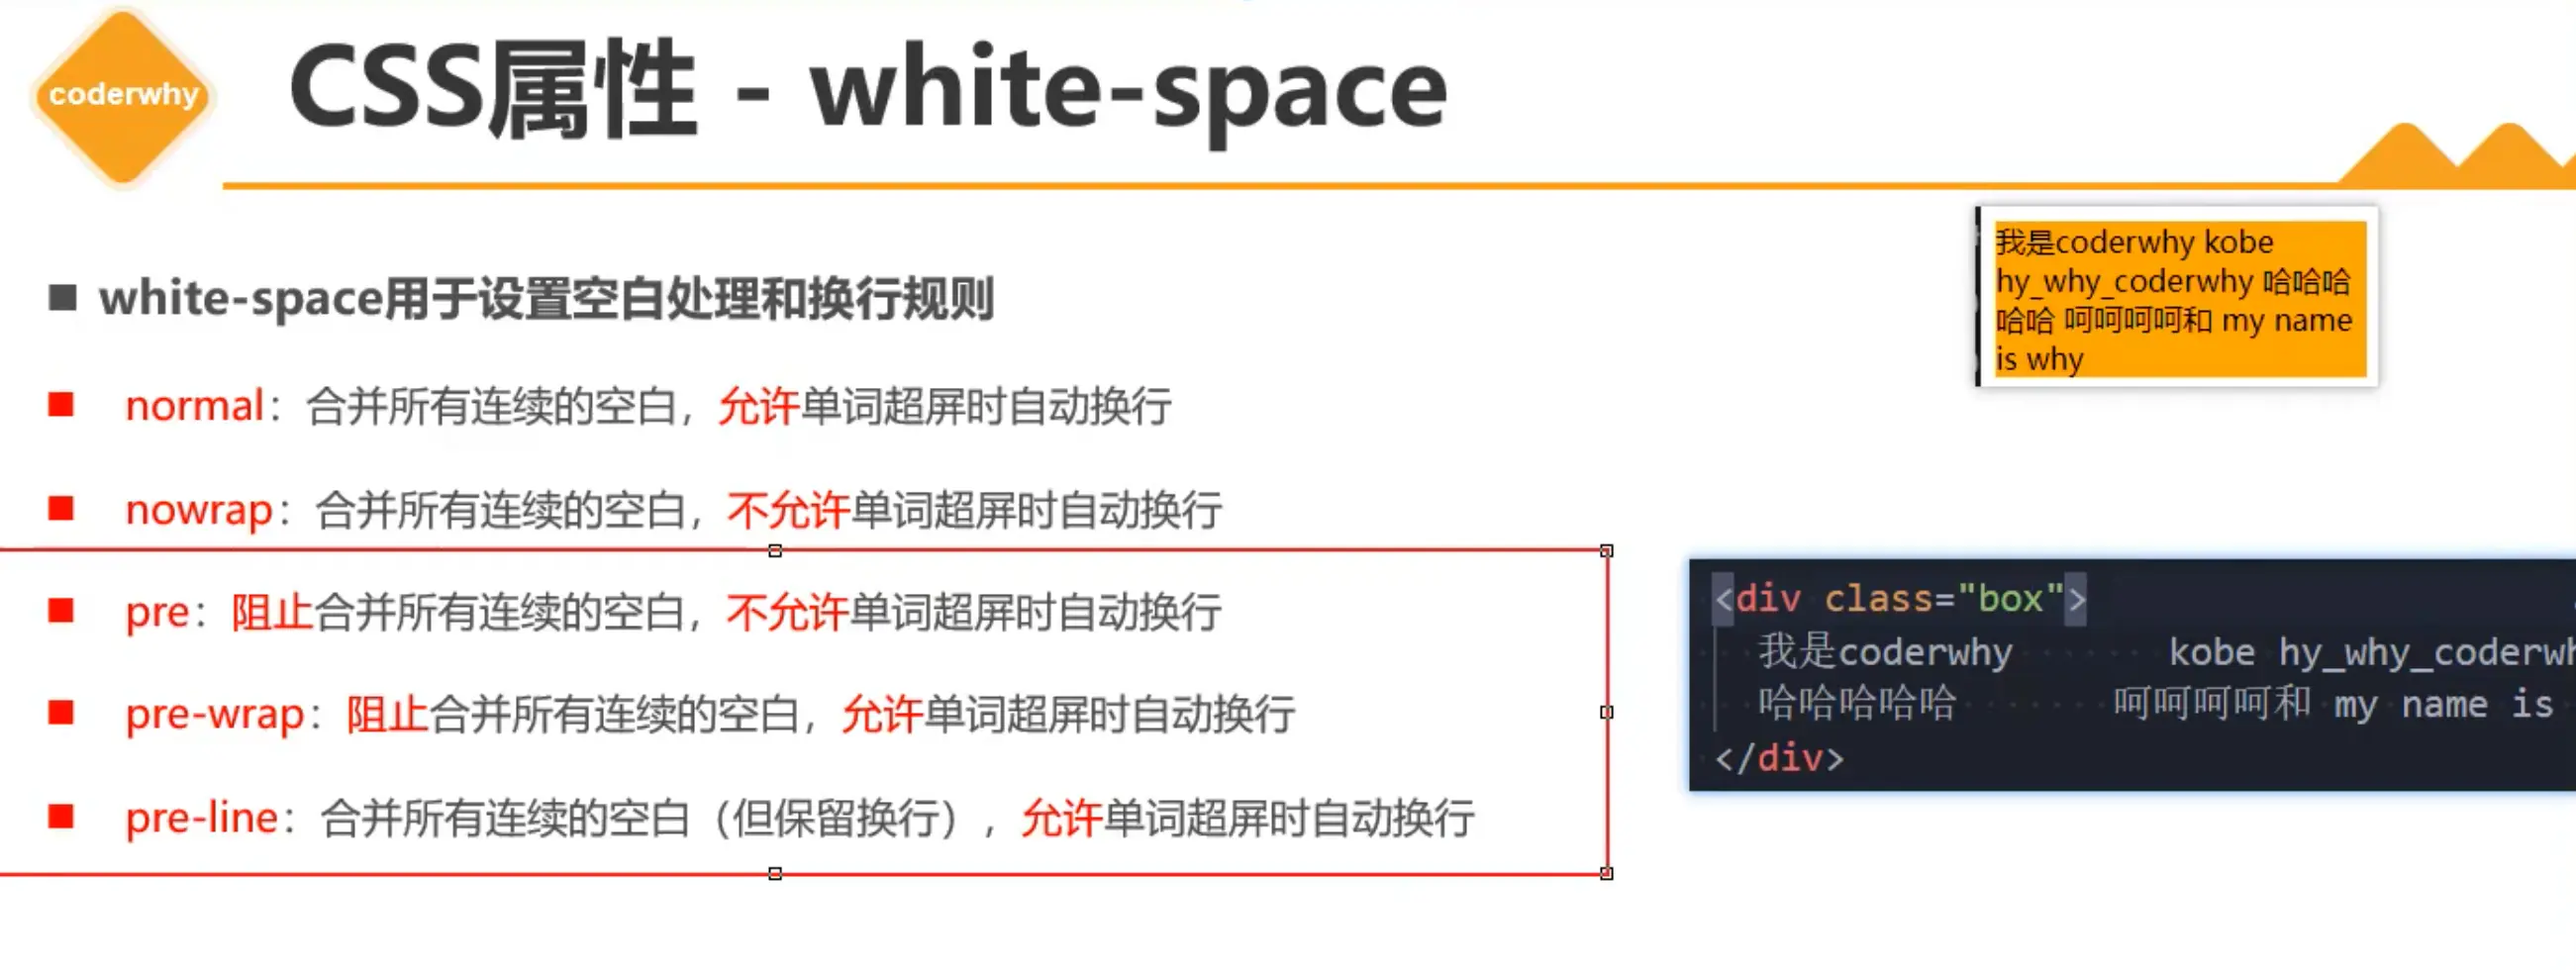 coderwhy
CSS属性 - white-space
white-space用于设置空白处理和换行规则
normal：合并所有连续的空白，允许单词超屏时自动换行
nowrap：合并所有连续的空白，不允许单词超屏时自动换行
pre：阻止合并所有连续的空白，不允许单词超屏时自动换行
pre-wrap：阻止合并所有连续的空白，允许单词超屏时自动换行
pre-line：合并所有连续的空白（但保留换行），允许单词超屏时自动换行
我是coderwhy kobe
hy_why_coderwhy 哈哈哈
哈哈 呵呵呵呵和 my name
is why
<div class="box">
我是coderwhy        kobe hy_why_coderwh
哈哈哈哈哈        呵呵呵呵和 my name is
</div>